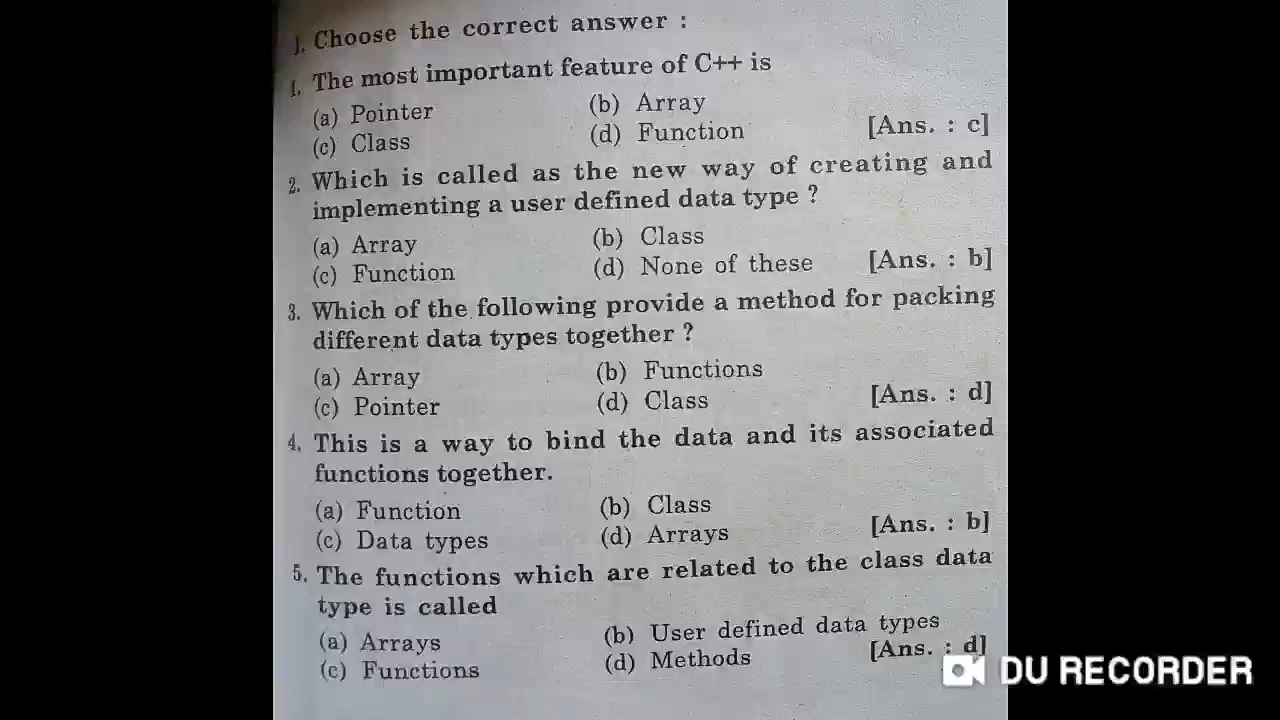 I. Choose the correct answer :
1. The most important feature of C++ is
(a) Pointer (b) Array
(c) Class (d) Function [Ans. : c]
2. Which is called as the new way of creating and
implementing a user defined data type ?
(a) Array (b) Class
(c) Function (d) None of these [Ans. : b]
3. Which of the following provide a method for packing
different data types together ?
(a) Array (b) Functions
(c) Pointer (d) Class [Ans. : d]
4. This is a way to bind the data and its associated
functions together.
(a) Function (b) Class
(c) Data types (d) Arrays [Ans. : b]
5. The functions which are related to the class data
type is called
(a) Arrays (b) User defined data types
(c) Functions (d) Methods [Ans. : d]
DU RECORDER